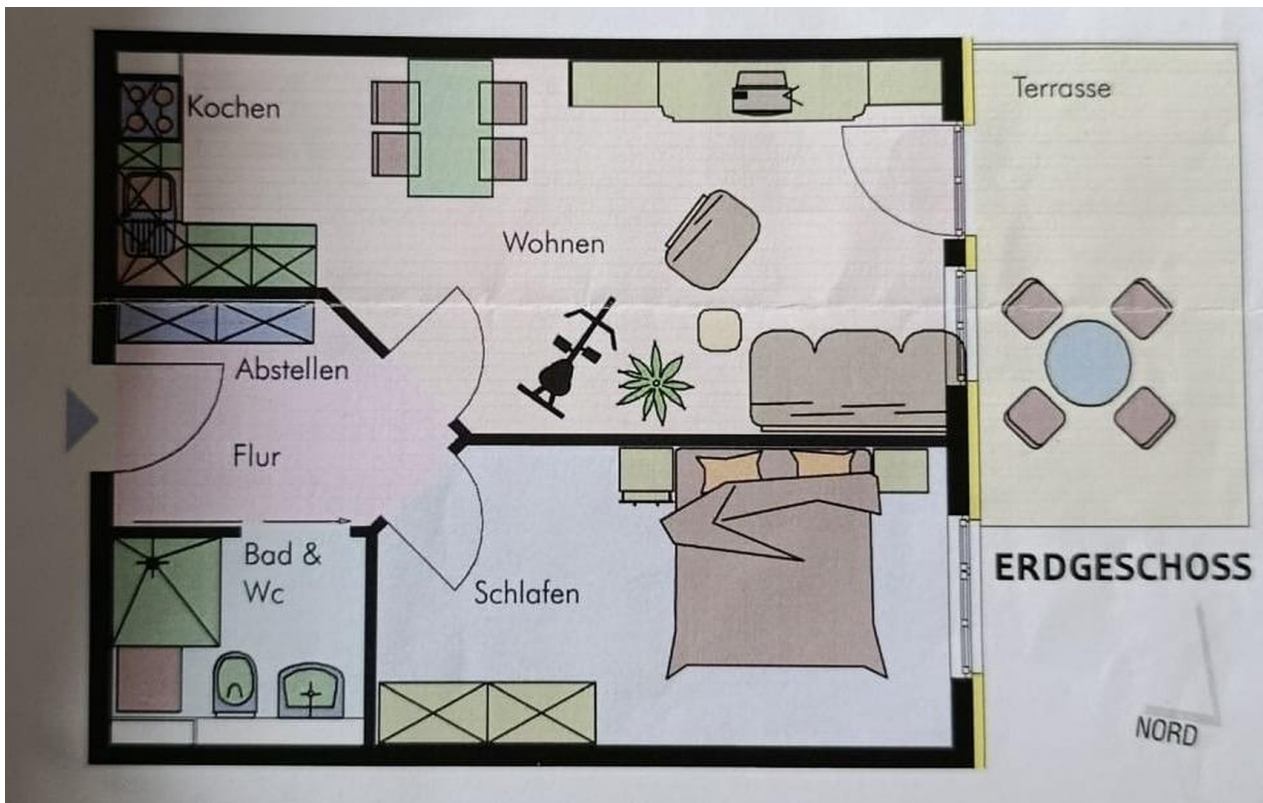 Kochen
Terrasse
Wohnen
Abstellen
Flur
Bad &
Wc
Schlafen
ERDGESCHOSS
NORD